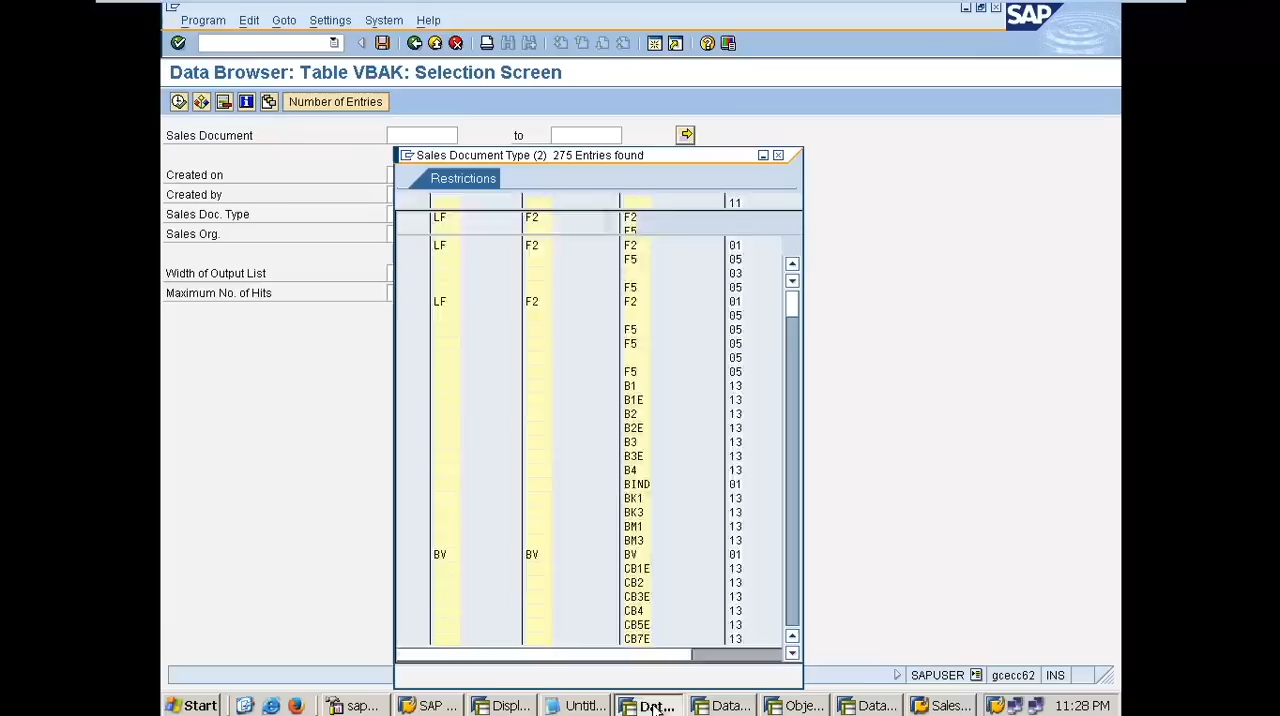 Program Edit Goto Settings System Help
SAP
Data Browser: Table VBAK: Selection Screen
Number of Entries
Sales Document to
Sales Document Type (2) 275 Entries found
Restrictions
Created on
Created by
Sales Doc. Type
Sales Org.
Width of Output List
Maximum No. of Hits
11
LF F2 F2
F5
LF F2 F2 01
F5 05
03
F5 05
LF F2 F2 01
05
F5 05
F5 05
05
F5 05
B1 13
B1E 13
B2 13
B2E 13
B3 13
B3E 13
B4 13
BIND 01
BK1 13
BK3 13
BM1 13
BM3 13
BV BV BV 01
CB1E 13
CB2 13
CB3E 13
CB4 13
CB5E 13
CB7E 13
SAPUSER gcecc62 INS
Start sap... SAP ... Displ... Untitl... Dat... Data... Obje... Data... Sales... 11:28 PM